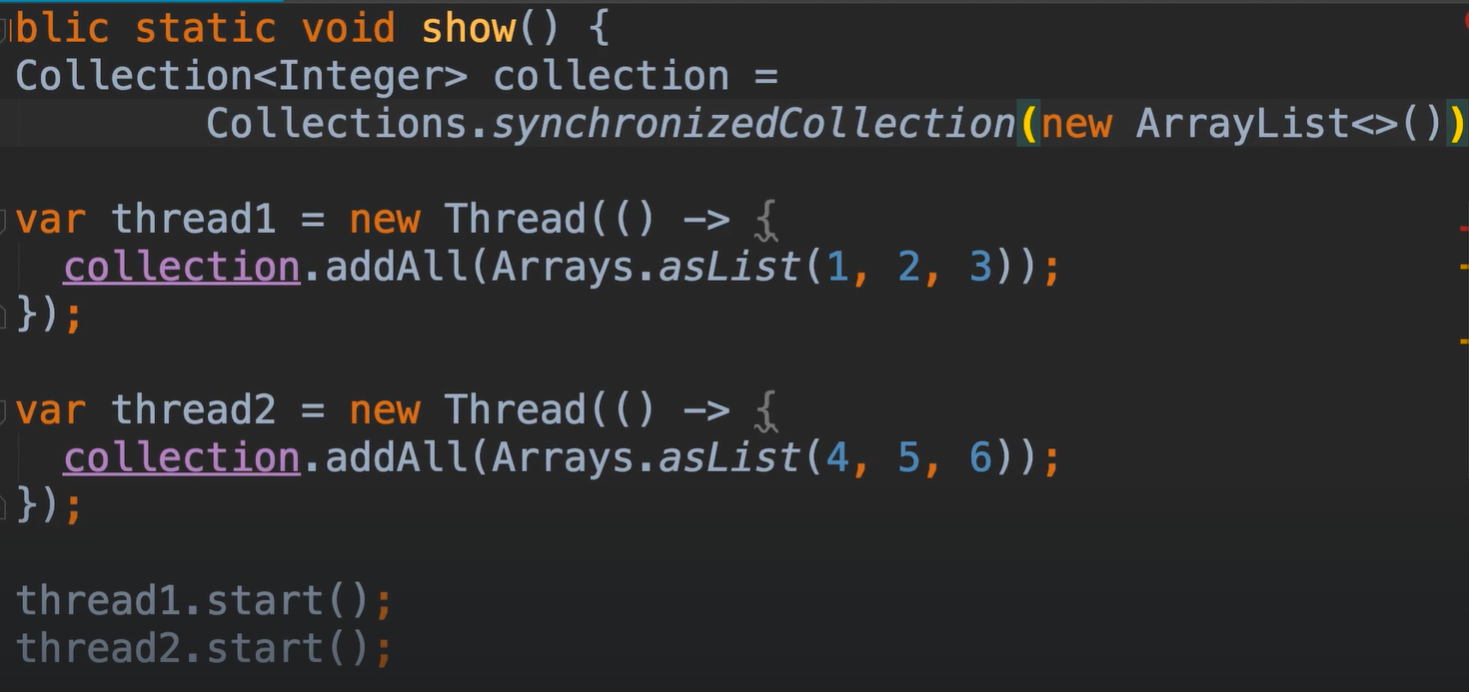 blic static void show() {
Collection<Integer> collection =
Collections.synchronizedCollection(new ArrayList<>())
var thread1 = new Thread(() -> {
collection.addAll(Arrays.asList(1, 2, 3));
});
var thread2 = new Thread(() -> {
collection.addAll(Arrays.asList(4, 5, 6));
});
thread1.start();
thread2.start();